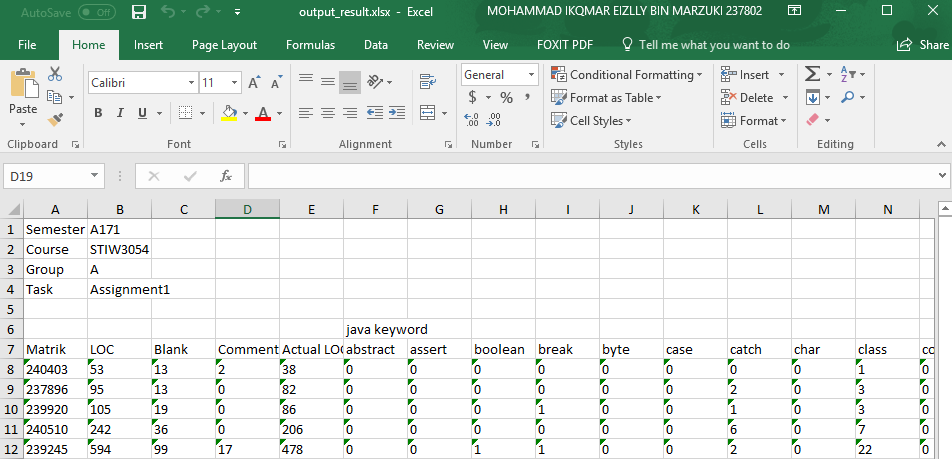 AutoSave Off output_result.xlsx - Excel MOHAMMAD IKQMAR EIZLLY BIN MARZUKI 237802
File Home Insert Page Layout Formulas Data Review View FOXIT PDF Tell me what you want to do Share
Paste Calibri 11 A A General Conditional Formatting Insert Σ A Z
B I U A $ % , Format as Table Delete
←.0 .00 .00 →.0 Cell Styles Format
Clipboard Font Alignment Number Styles Cells Editing
D19 fx
A B C D E F G H I J K L M N
1 Semester A171
2 Course STIW3054
3 Group A
4 Task Assignment1
5
6 java keyword
7 Matrik LOC Blank Comment Actual LOC abstract assert boolean break byte case catch char class co
8 240403 53 13 2 38 0 0 0 0 0 0 0 0 1 0
9 237896 95 13 0 82 0 0 0 0 0 0 2 0 3 0
10 239920 105 19 0 86 0 0 0 1 0 0 1 0 3 0
11 240510 242 36 0 206 0 0 0 0 0 0 6 0 7 0
12 239245 594 99 17 478 0 0 1 1 0 0 2 0 22 0